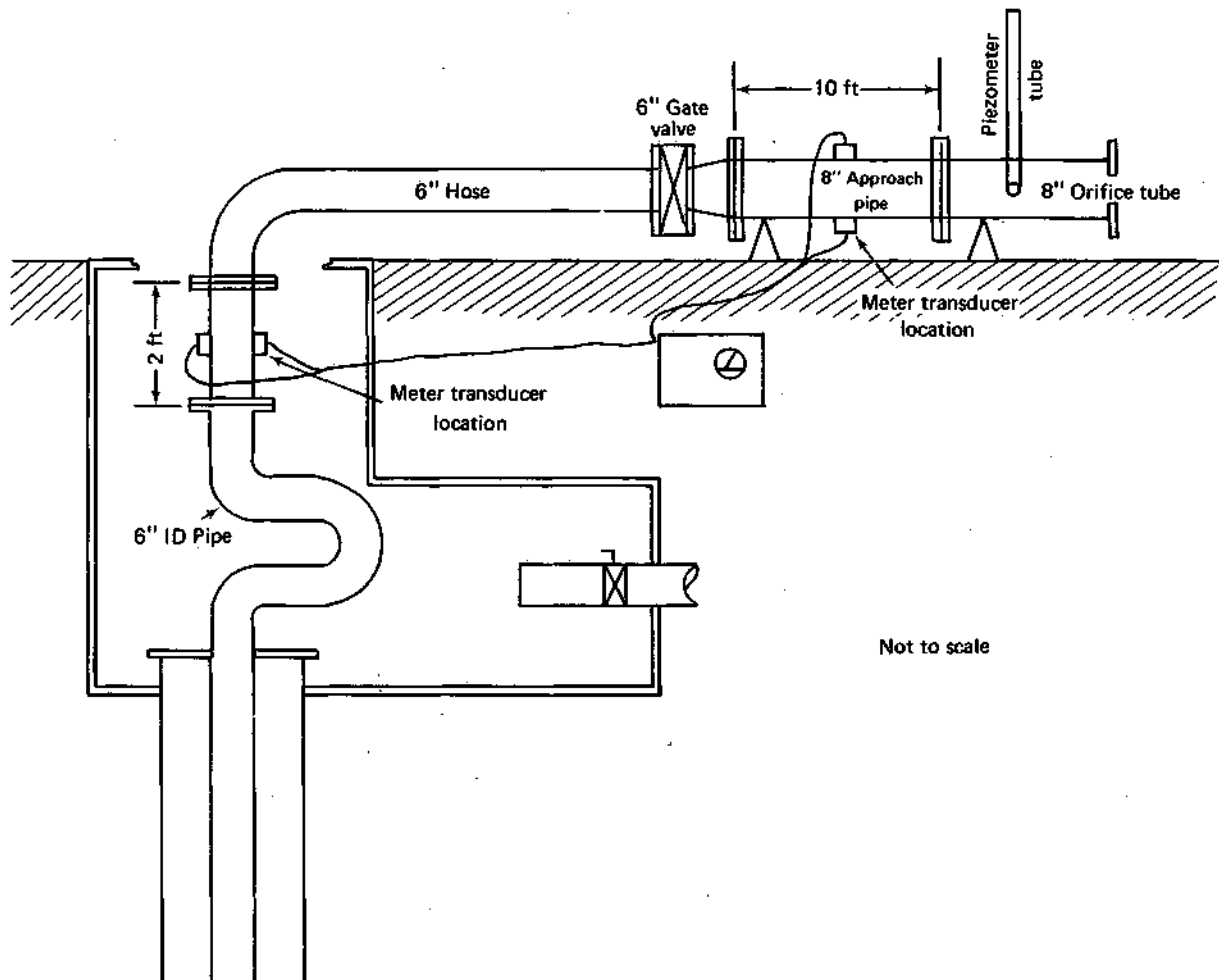 Piezometer
tube
10 ft
6" Gate
valve
6" Hose
8" Approach
pipe
8" Orifice tube
Meter transducer
location
2 ft
Meter transducer
location
6" ID Pipe
Not to scale